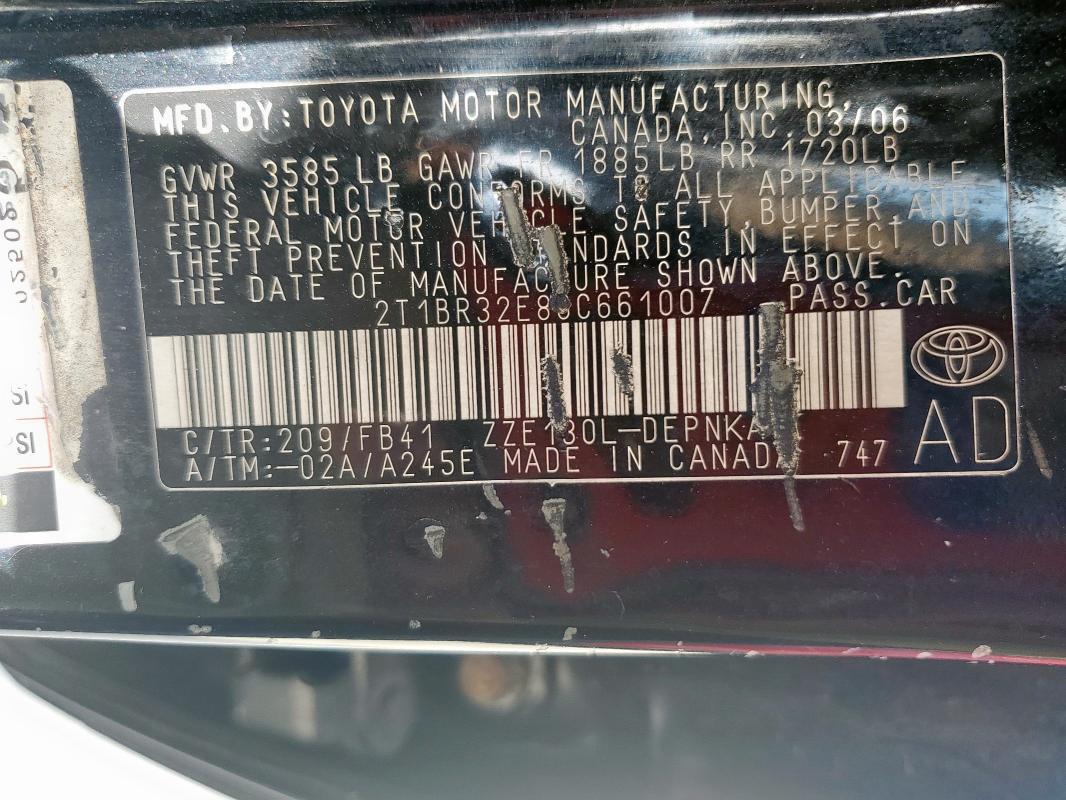 MFD.BY:TOYOTA MOTOR MANUFACTURING,
CANADA,INC. 03/06
GVWR 3585 LB GAWR FR 1885LB RR 1720LB
THIS VEHICLE CONFORMS TO ALL APPLICABLE
FEDERAL MOTOR VEHICLE SAFETY,BUMPER,AND
THEFT PREVENTION STANDARDS IN EFFECT ON
THE DATE OF MANUFACTURE SHOWN ABOVE.
PASS.CAR
C/TR:209/FB41
A/TM:-02A/A245E MADE IN CANADA 747
AD
SI
PSI